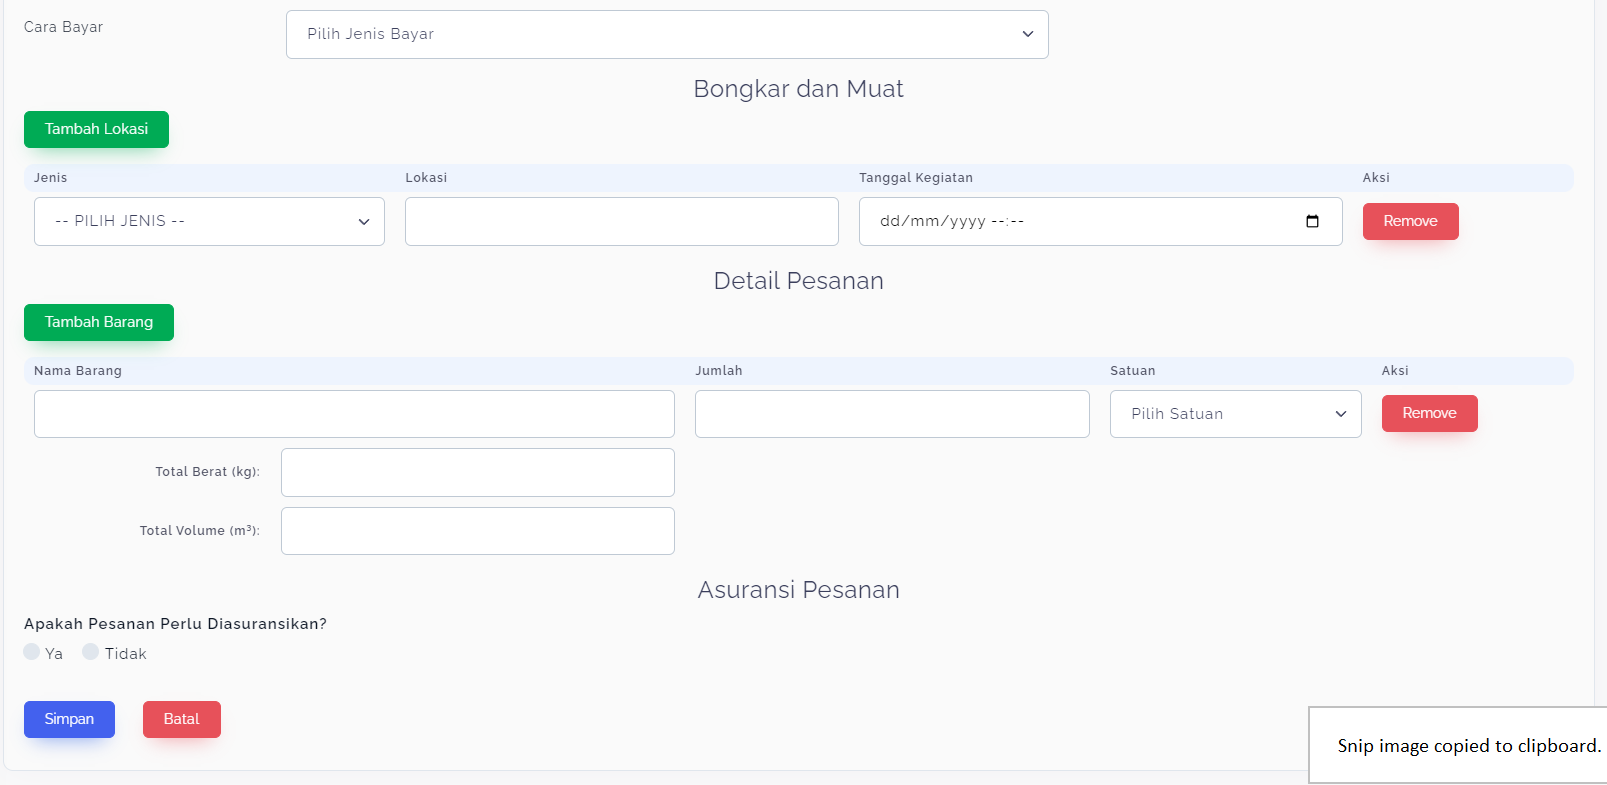 Cara Bayar
Pilih Jenis Bayar
Bongkar dan Muat
Tambah Lokasi
Jenis Lokasi Tanggal Kegiatan Aksi
-- PILIH JENIS -- dd/mm/yyyy --:-- Remove
Detail Pesanan
Tambah Barang
Nama Barang Jumlah Satuan Aksi
Pilih Satuan Remove
Total Berat (kg):
Total Volume (m³):
Asuransi Pesanan
Apakah Pesanan Perlu Diasuransikan?
Ya Tidak
Simpan Batal
Snip image copied to clipboard.